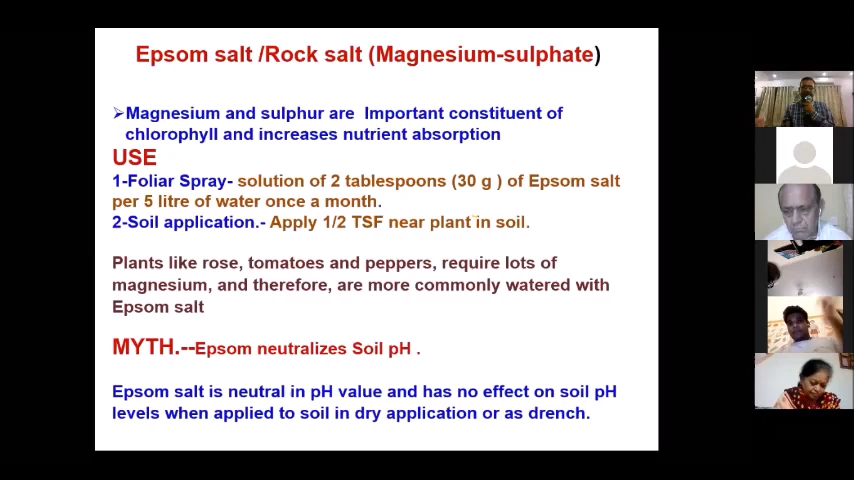 Epsom salt /Rock salt (Magnesium-sulphate)
➢Magnesium and sulphur are Important constituent of
chlorophyll and increases nutrient absorption
USE
1-Foliar Spray- solution of 2 tablespoons (30 g ) of Epsom salt
per 5 litre of water once a month.
2-Soil application.- Apply 1/2 TSF near plant in soil.
Plants like rose, tomatoes and peppers, require lots of
magnesium, and therefore, are more commonly watered with
Epsom salt
MYTH.--Epsom neutralizes Soil pH .
Epsom salt is neutral in pH value and has no effect on soil pH
levels when applied to soil in dry application or as drench.